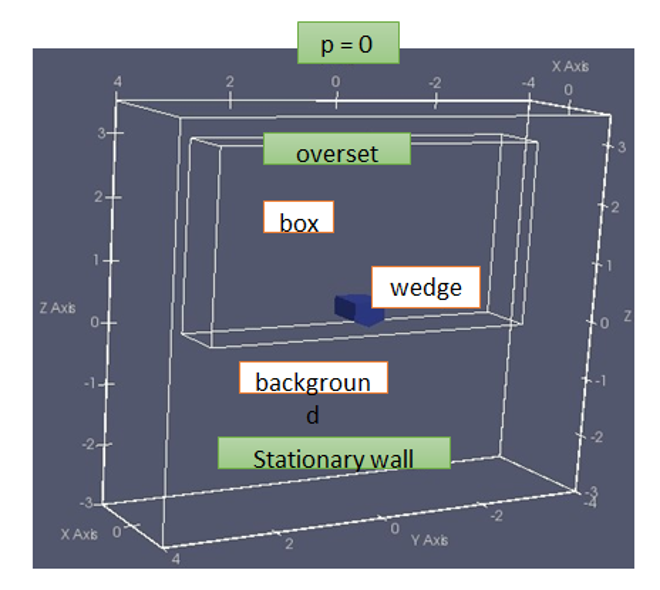 p = 0
X Axis
4 2 0 -2 -4 0
3 3
overset
2 2
box
1 1
wedge
Z Axis 0 0 Z
-1 -1
backgroun
d
-2 -2
Stationary wall
-3 -3
-4
X Axis 0 0 -2
2 Y Axis
4